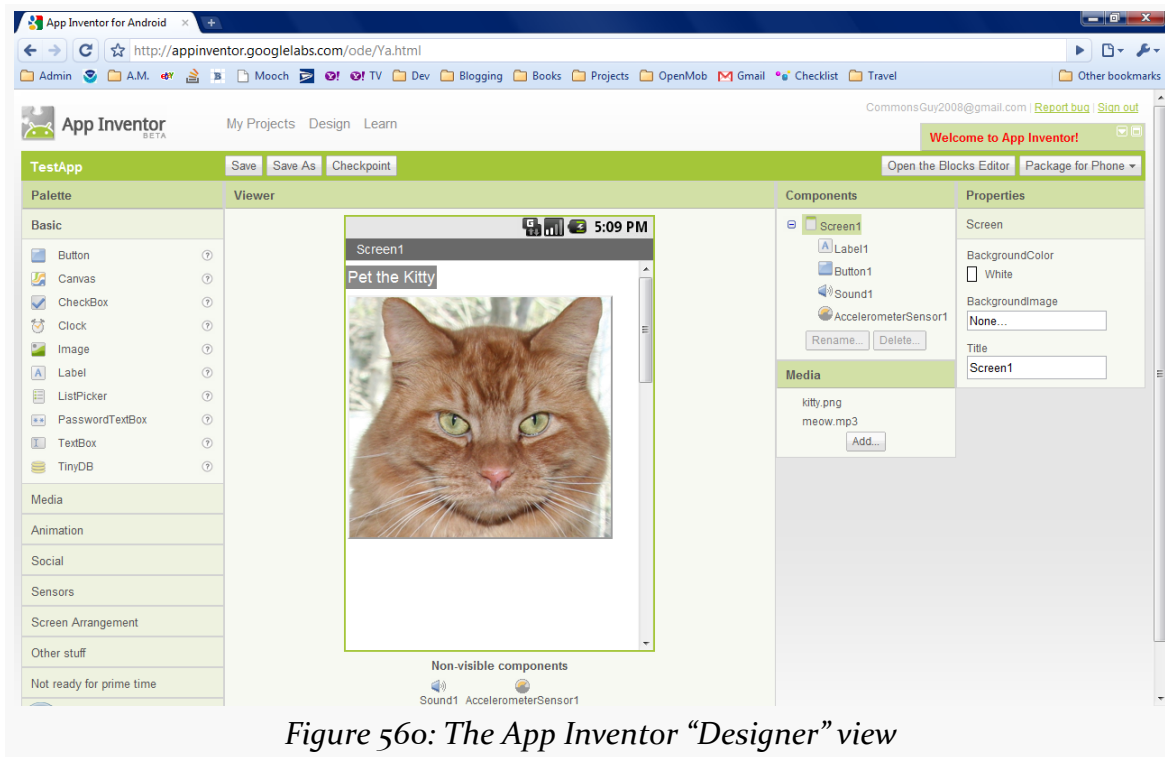 App Inventor for Android
http://appinventor.googlelabs.com/ode/Ya.html
Admin A.M. Mooch TV Dev Blogging Books Projects OpenMob Gmail Checklist Travel Other bookmarks
CommonsGuy2008@gmail.com | Report bug | Sign out
App Inventor
BETA
My Projects Design Learn
Welcome to App Inventor!
TestApp
Save Save As Checkpoint
Open the Blocks Editor Package for Phone
Palette
Basic
Button
Canvas
CheckBox
Clock
Image
Label
ListPicker
PasswordTextBox
TextBox
TinyDB
Media
Animation
Social
Sensors
Screen Arrangement
Other stuff
Not ready for prime time
Viewer
5:09 PM
Screen1
Pet the Kitty
Non-visible components
Sound1 AccelerometerSensor1
Components
Screen1
Label1
Button1
Sound1
AccelerometerSensor1
Rename... Delete...
Media
kitty.png
meow.mp3
Add...
Properties
Screen
BackgroundColor
White
BackgroundImage
None...
Title
Screen1
Figure 560: The App Inventor “Designer” view